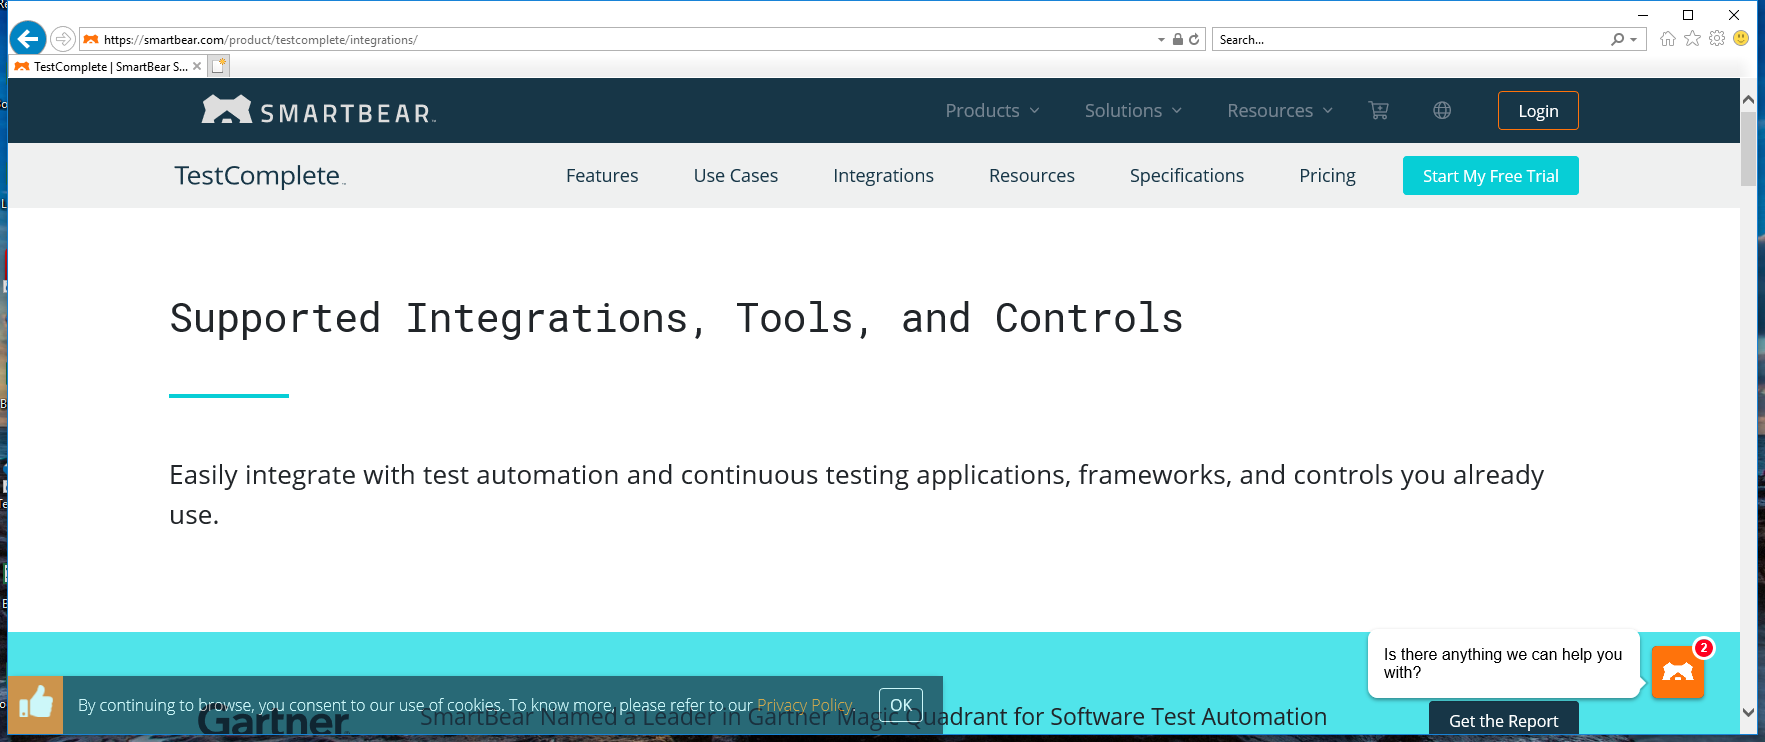 https://smartbear.com/product/testcomplete/integrations/
Search...
TestComplete | SmartBear S...
SMARTBEAR
Products
Solutions
Resources
Login
TestComplete
Features
Use Cases
Integrations
Resources
Specifications
Pricing
Start My Free Trial
Supported Integrations, Tools, and Controls
Easily integrate with test automation and continuous testing applications, frameworks, and controls you already
use.
Is there anything we can help you
with?
2
By continuing to browse, you consent to our use of cookies. To know more, please refer to our Privacy Policy.
OK
Gartner
SmartBear Named a Leader in Gartner Magic Quadrant for Software Test Automation
Get the Report